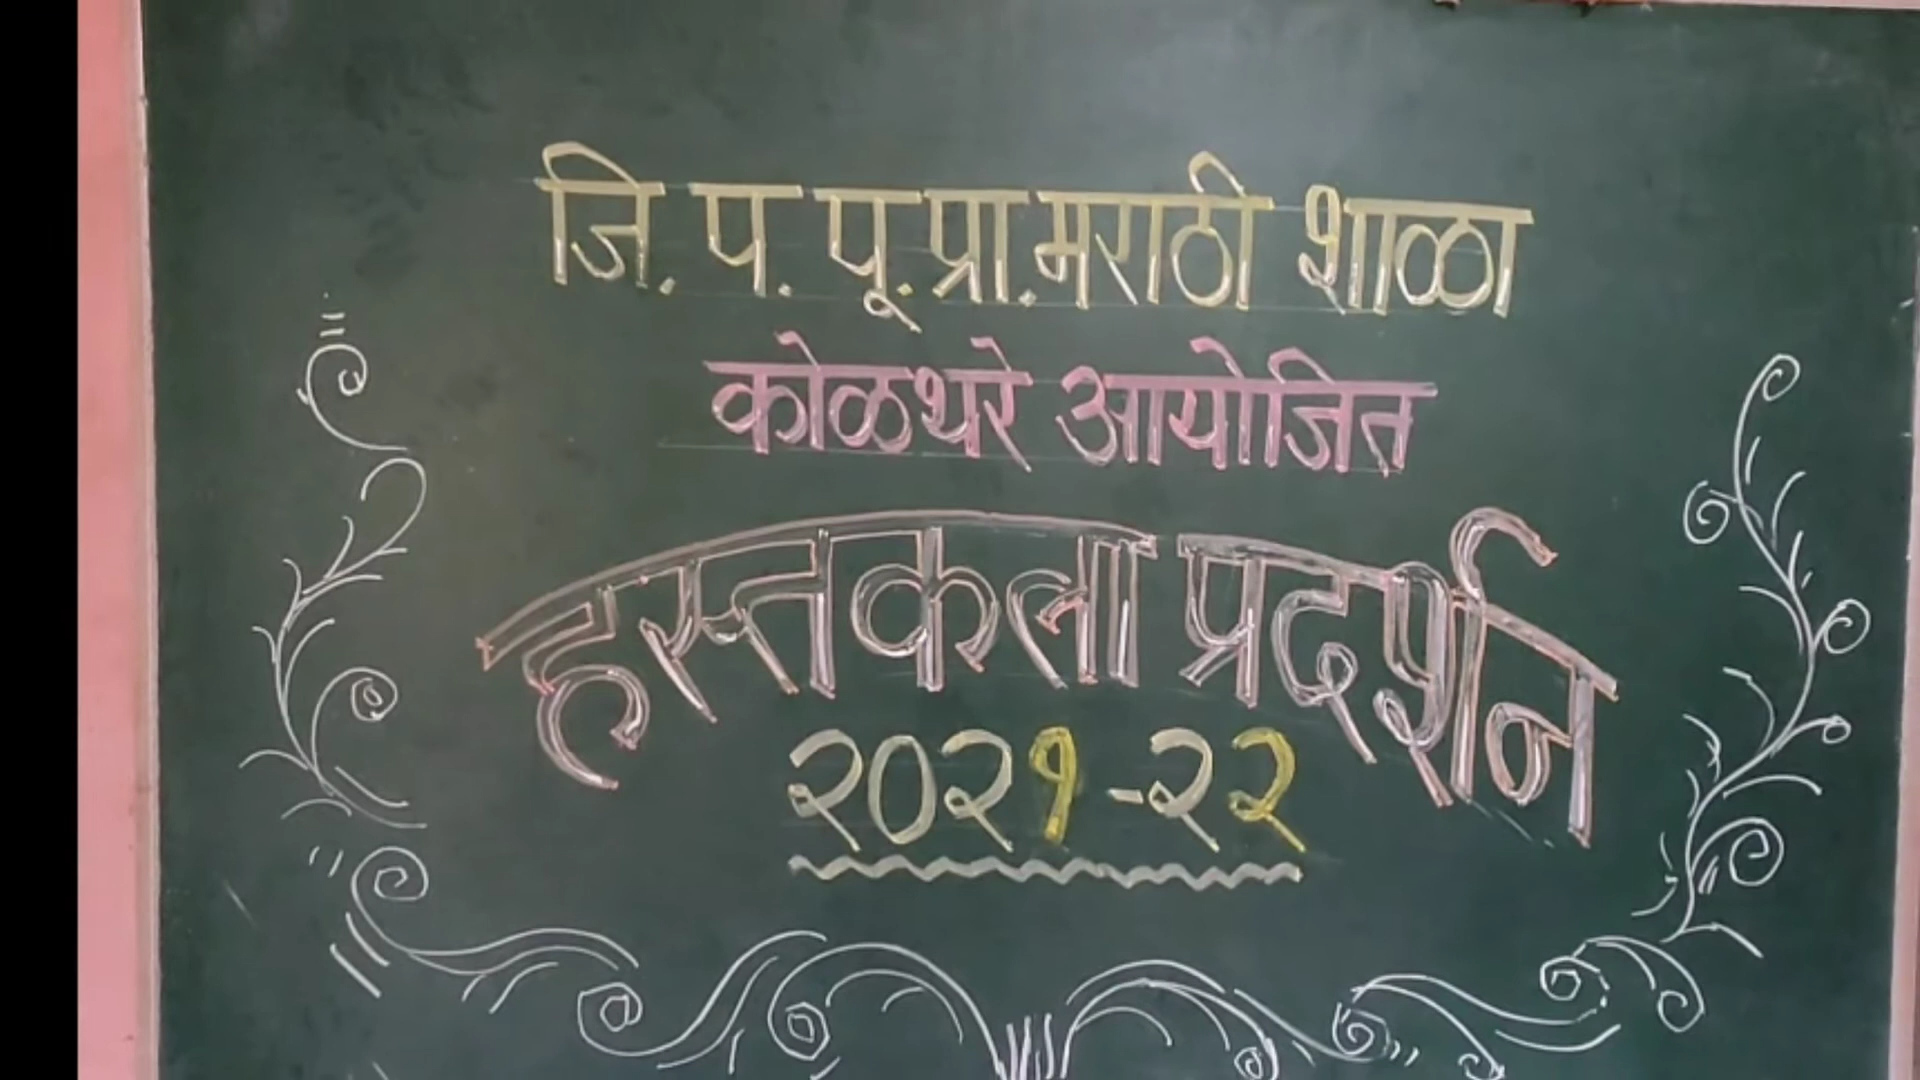 जि. प. पू. प्रा. मराठी शाळा
कोळथरे आयोजित
हस्तकला प्रदर्शन
२०२१-२२